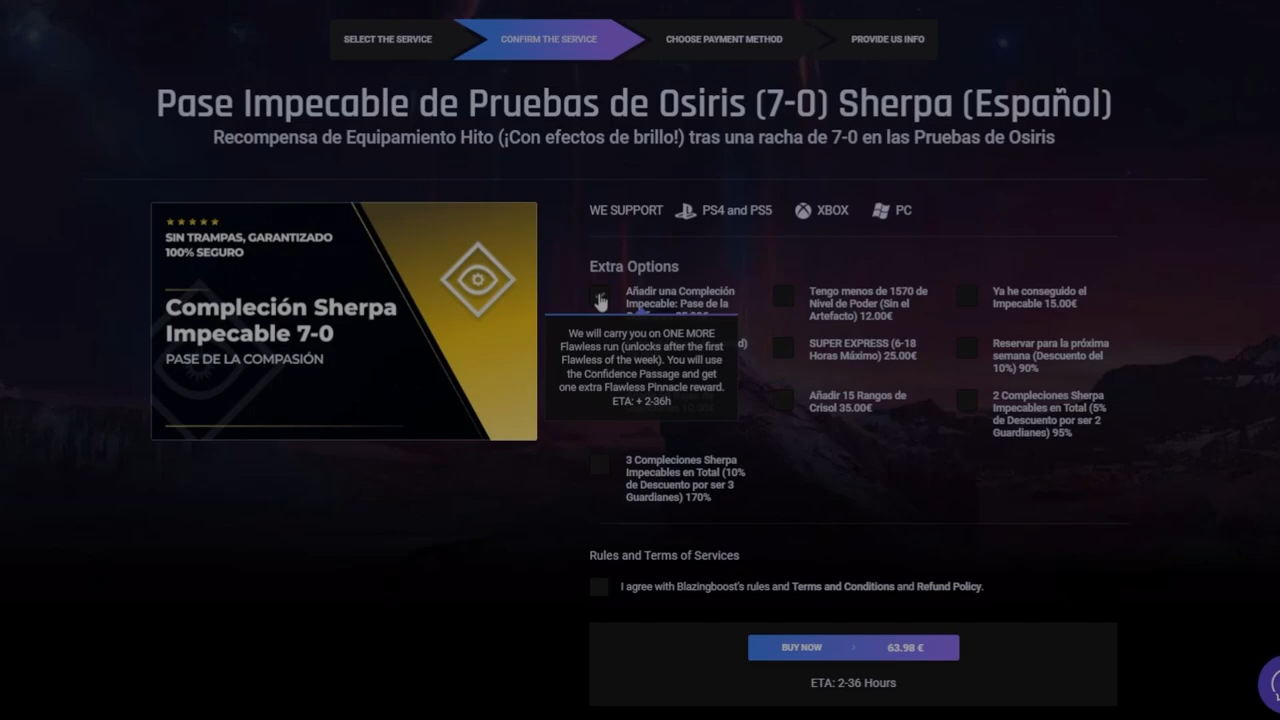 SELECT THE SERVICE
CONFIRM THE SERVICE
CHOOSE PAYMENT METHOD
PROVIDE US INFO
Pase Impecable de Pruebas de Osiris (7-0) Sherpa (Español)
Recompensa de Equipamiento Hito (¡Con efectos de brillo!) tras una racha de 7-0 en las Pruebas de Osiris
SIN TRAMPAS, GARANTIZADO
100% SEGURO
Compleción Sherpa
Impecable 7-0
PASE DE LA COMPASIÓN
WE SUPPORT
PS4 and PS5
XBOX
PC
Extra Options
Añadir una Compleción
Impecable: Pase de la
We will carry you on ONE MORE
Flawless run (unlocks after the first
Flawless of the week). You will use
the Confidence Passage and get
one extra Flawless Pinnacle reward.
ETA: + 2-36h
Tengo menos de 1570 de
Nivel de Poder (Sin el
Artefacto) 12.00€
Ya he conseguido el
Impecable 15.00€
SUPER EXPRESS (6-18
Horas Máximo) 25.00€
Reservar para la próxima
semana (Descuento del
10%) 90%
Añadir 15 Rangos de
Crisol 35.00€
2 Compleciones Sherpa
Impecables en Total (5%
de Descuento por ser 2
Guardianes) 95%
3 Compleciones Sherpa
Impecables en Total (10%
de Descuento por ser 3
Guardianes) 170%
Rules and Terms of Services
I agree with Blazingboost's rules and Terms and Conditions and Refund Policy.
BUY NOW
63.98 €
ETA: 2-36 Hours